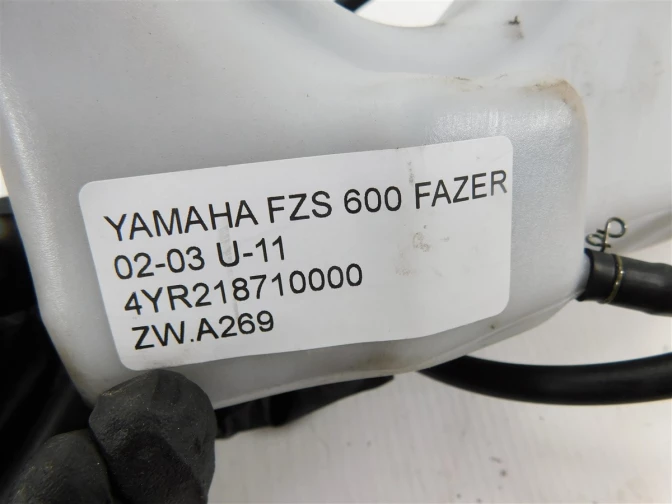 YAMAHA FZS 600 FAZER
02-03 U-11
4YR218710000
ZW.A269